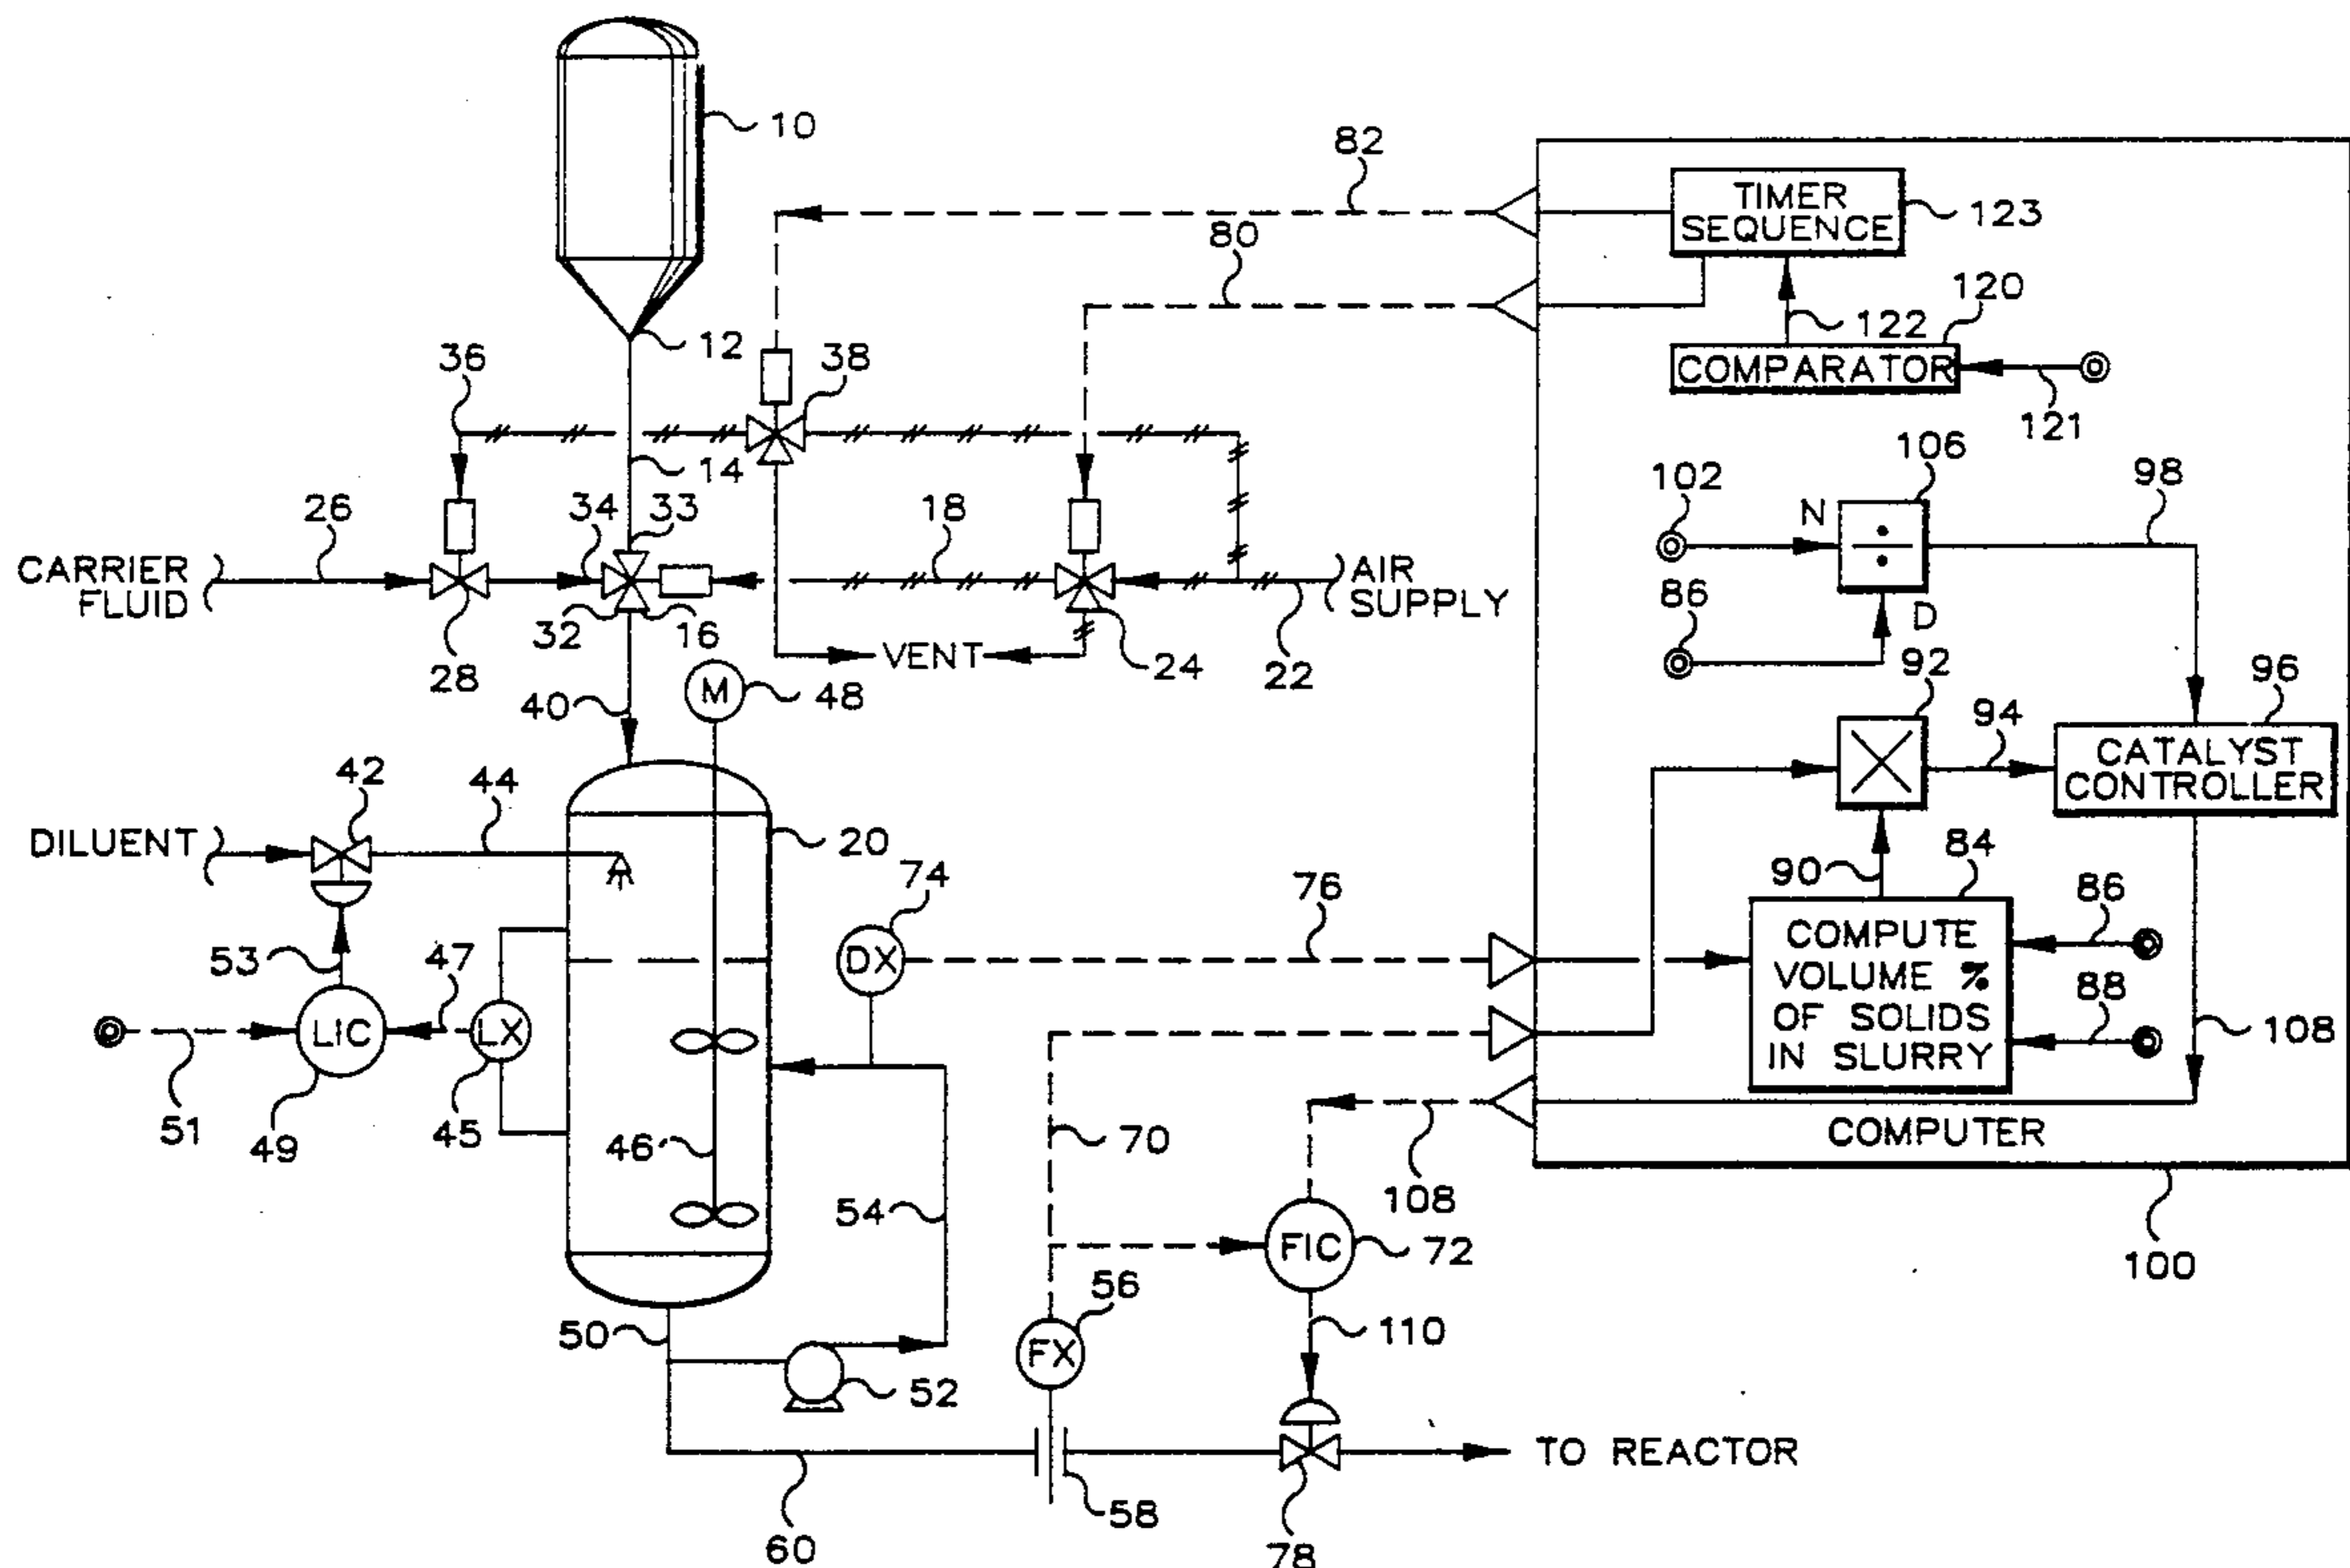 10
82
TIMER
SEQUENCE
123
80
12
122
120
36
38
COMPARATOR
121
14
106
102
N
98
26
34
33
18
CARRIER
FLUID
AIR
SUPPLY
86
D
32
16
VENT
24
22
28
92
96
M
48
40
94
CATALYST
CONTROLLER
42
44
DILUENT
20
84
74
90
76
86
COMPUTE
VOLUME %
OF SOLIDS
IN SLURRY
53
47
DX
88
LIC
LX
108
51
49
45
46
70
COMPUTER
54
108
FIC
72
100
56
50
110
FX
52
TO REACTOR
58
60
78